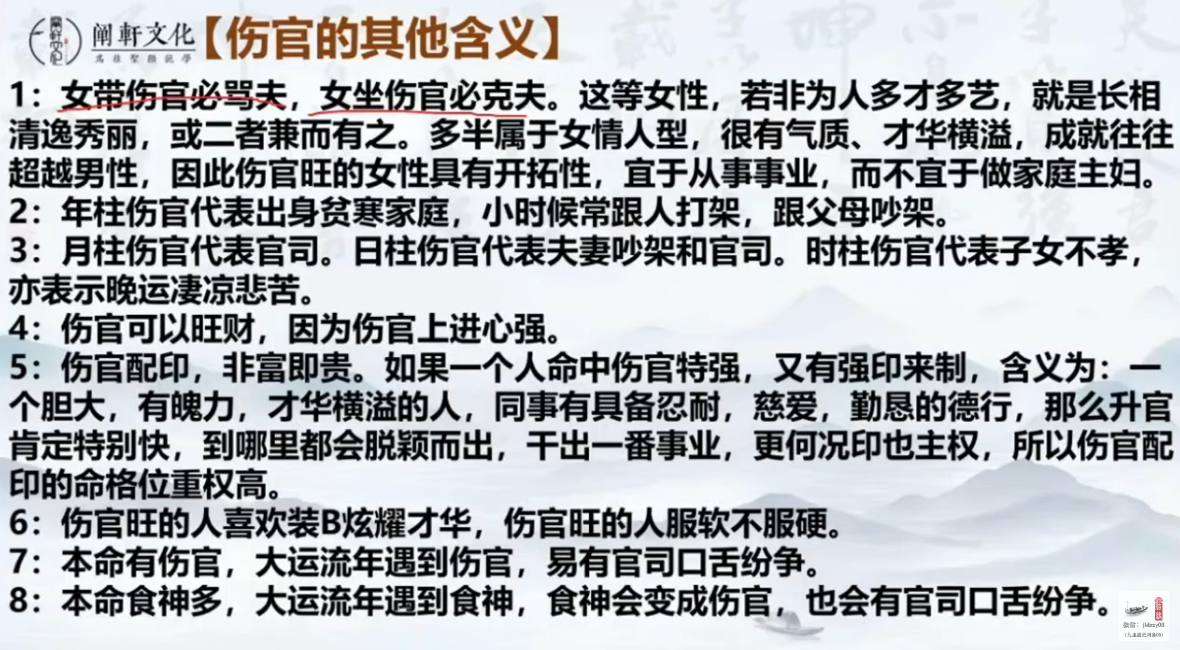 阐軒文化
【伤官的其他含义】
1：女带伤官必骂夫，女坐伤官必克夫。这等女性，若非为人多才多艺，就是长相
清逸秀丽，或二者兼而有之。多半属于女情人型，很有气质、才华横溢，成就往往
超越男性，因此伤官旺的女性具有开拓性，宜于从事事业，而不宜于做家庭主妇。
2：年柱伤官代表出身贫寒家庭，小时候常跟人打架，跟父母吵架。
3：月柱伤官代表官司。日柱伤官代表夫妻吵架和官司。时柱伤官代表子女不孝，
亦表示晚运凄凉悲苦。
4：伤官可以旺财，因为伤官上进心强。
5：伤官配印，非富即贵。如果一个人命中伤官特强，又有强印来制，含义为：一
个胆大，有魄力，才华横溢的人，同事有具备忍耐，慈爱，勤恳的德行，那么升官
肯定特别快，到哪里都会脱颖而出，干出一番事业，更何况印也主权，所以伤官配
印的命格位重权高。
6：伤官旺的人喜欢装B炫耀才华，伤官旺的人服软不服硬。
7：本命有伤官，大运流年遇到伤官，易有官司口舌纷争。
8：本命食神多，大运流年遇到食神，食神会变成伤官，也会有官司口舌纷争。